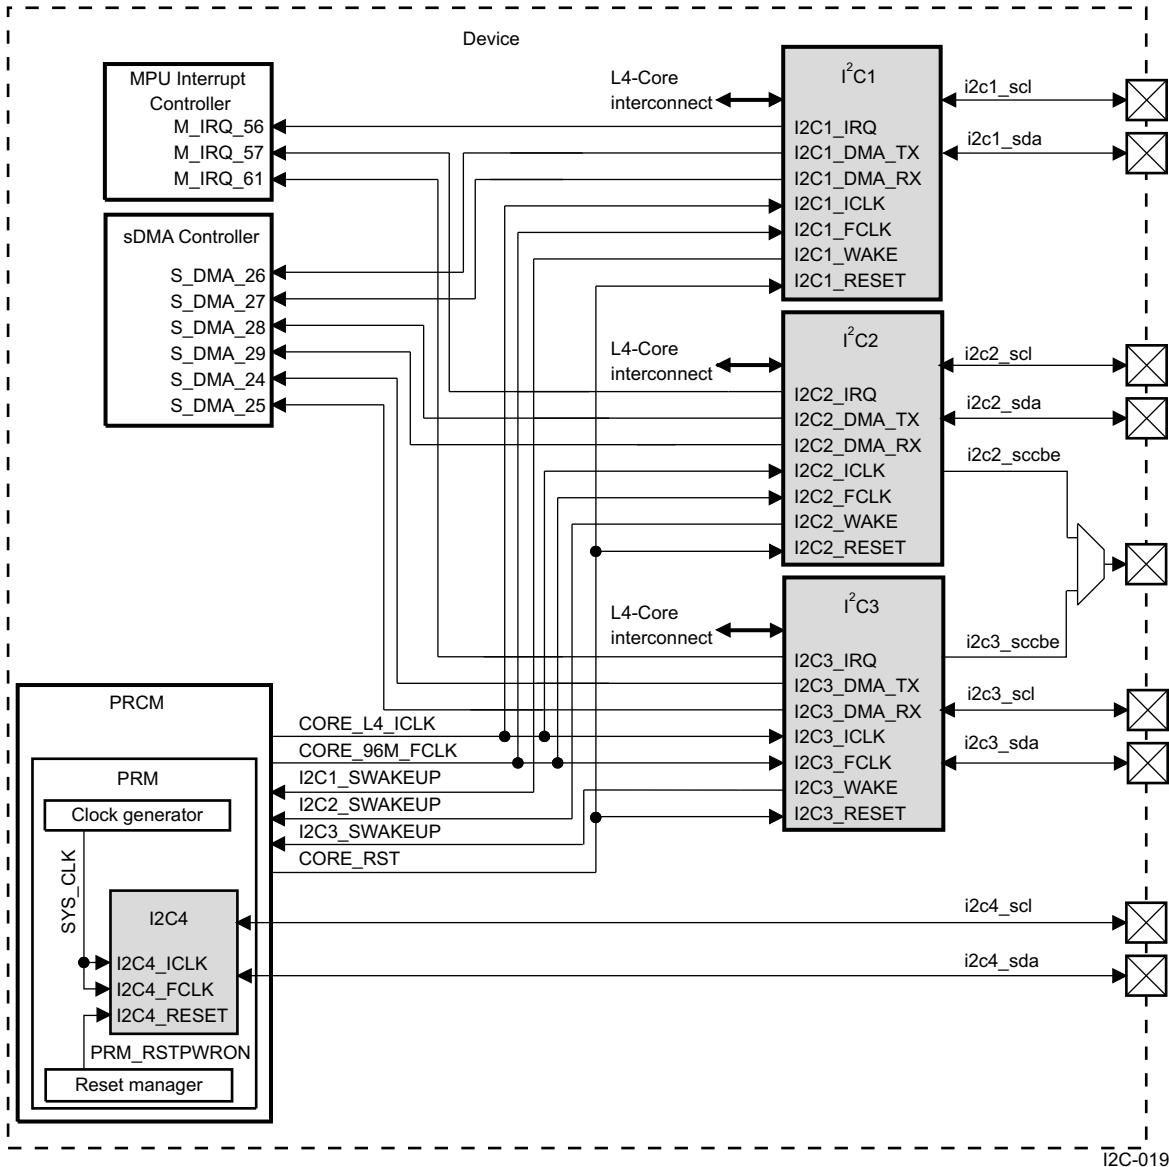 Device
MPU Interrupt
Controller
M_IRQ_56
M_IRQ_57
M_IRQ_61
sDMA Controller
S_DMA_26
S_DMA_27
S_DMA_28
S_DMA_29
S_DMA_24
S_DMA_25
L4-Core
interconnect
I²C1
I2C1_IRQ
I2C1_DMA_TX
I2C1_DMA_RX
I2C1_ICLK
I2C1_FCLK
I2C1_WAKE
I2C1_RESET
i2c1_scl
i2c1_sda
L4-Core
interconnect
I²C2
I2C2_IRQ
I2C2_DMA_TX
I2C2_DMA_RX
I2C2_ICLK
I2C2_FCLK
I2C2_WAKE
I2C2_RESET
i2c2_scl
i2c2_sda
i2c2_sccbe
L4-Core
interconnect
I²C3
I2C3_IRQ
I2C3_DMA_TX
I2C3_DMA_RX
I2C3_ICLK
I2C3_FCLK
I2C3_WAKE
I2C3_RESET
i2c3_sccbe
i2c3_scl
i2c3_sda
PRCM
CORE_L4_ICLK
CORE_96M_FCLK
I2C1_SWAKEUP
I2C2_SWAKEUP
I2C3_SWAKEUP
CORE_RST
PRM
Clock generator
SYS_CLK
I2C4
I2C4_ICLK
I2C4_FCLK
I2C4_RESET
PRM_RSTPWRON
Reset manager
i2c4_scl
i2c4_sda
I2C-019